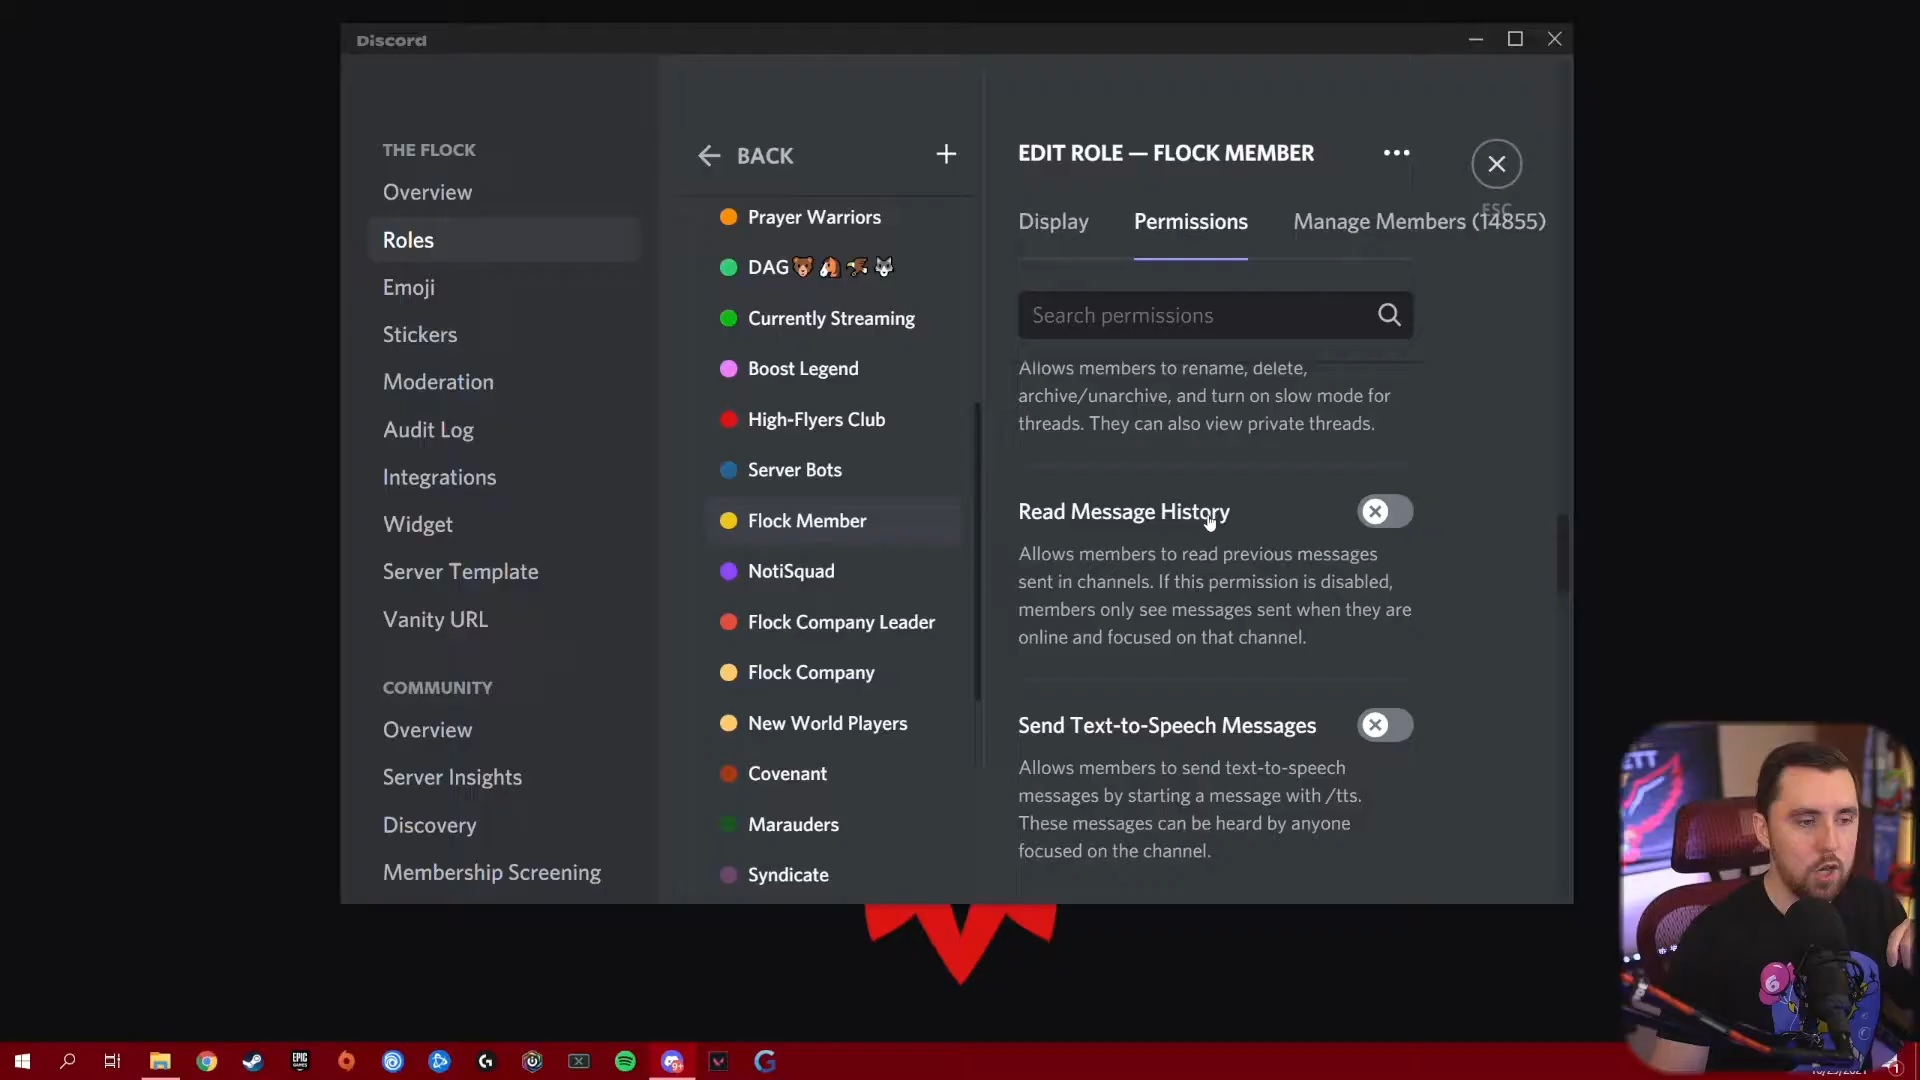 Discord
THE FLOCK
Overview
Roles
Emoji
Stickers
Moderation
Audit Log
Integrations
Widget
Server Template
Vanity URL
COMMUNITY
Overview
Server Insights
Discovery
Membership Screening
BACK
Prayer Warriors
DAG🐻🐴🦅🐺
Currently Streaming
Boost Legend
High-Flyers Club
Server Bots
Flock Member
NotiSquad
Flock Company Leader
Flock Company
New World Players
Covenant
Marauders
Syndicate
EDIT ROLE — FLOCK MEMBER
ESC
Display Permissions Manage Members (14855)
Search permissions
Allows members to rename, delete,
archive/unarchive, and turn on slow mode for
threads. They can also view private threads.
Read Message History
Allows members to read previous messages
sent in channels. If this permission is disabled,
members only see messages sent when they are
online and focused on that channel.
Send Text-to-Speech Messages
Allows members to send text-to-speech
messages by starting a message with /tts.
These messages can be heard by anyone
focused on the channel.
EPIC
GAMES
6
1